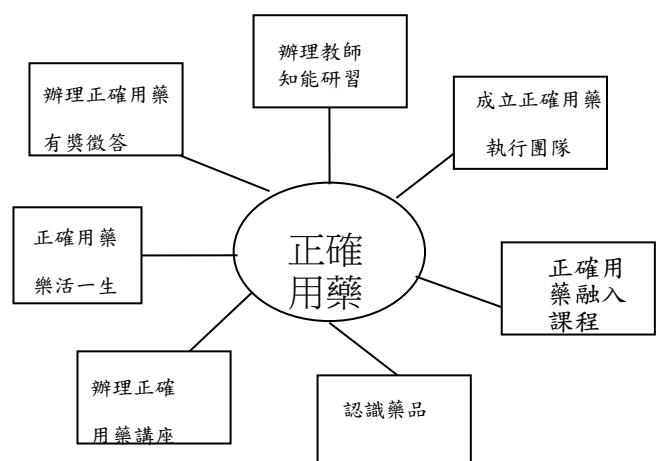 辦理教師
知能研習
辦理正確用藥
有獎徵答
成立正確用藥
執行團隊
正確用藥
樂活一生
正確
用藥
正確用
藥融入
課程
辦理正確
用藥講座
認識藥品